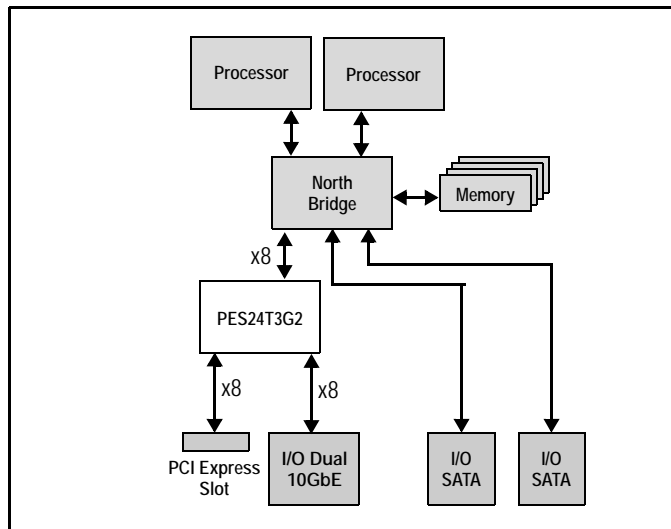 Processor
Processor
North
Bridge
Memory
x8
PES24T3G2
x8
x8
PCI Express
Slot
I/O Dual
10GbE
I/O
SATA
I/O
SATA